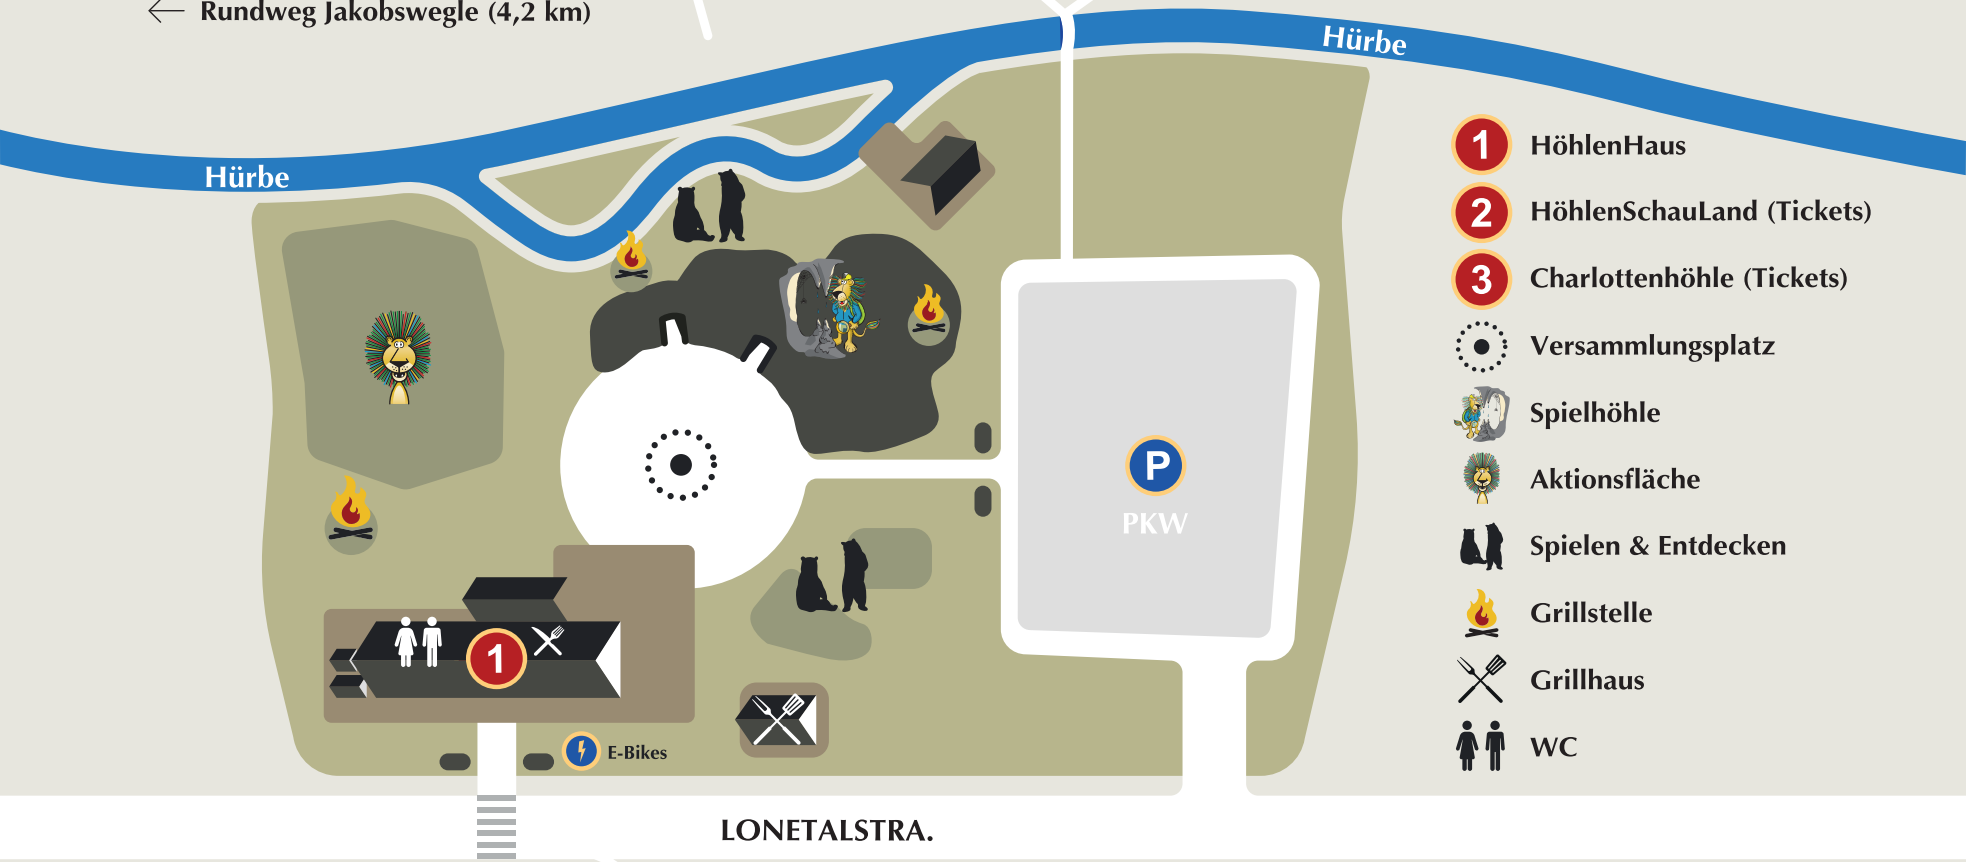 ← Rundweg Jakobswegle (4,2 km)
Hürbe
Hürbe
1 HöhlenHaus
2 HöhlenSchauLand (Tickets)
3 Charlottenhöhle (Tickets)
Versammlungsplatz
Spielhöhle
Aktionsfläche
Spielen & Entdecken
Grillstelle
Grillhaus
WC
P
PKW
1
E-Bikes
LONETALSTRA.